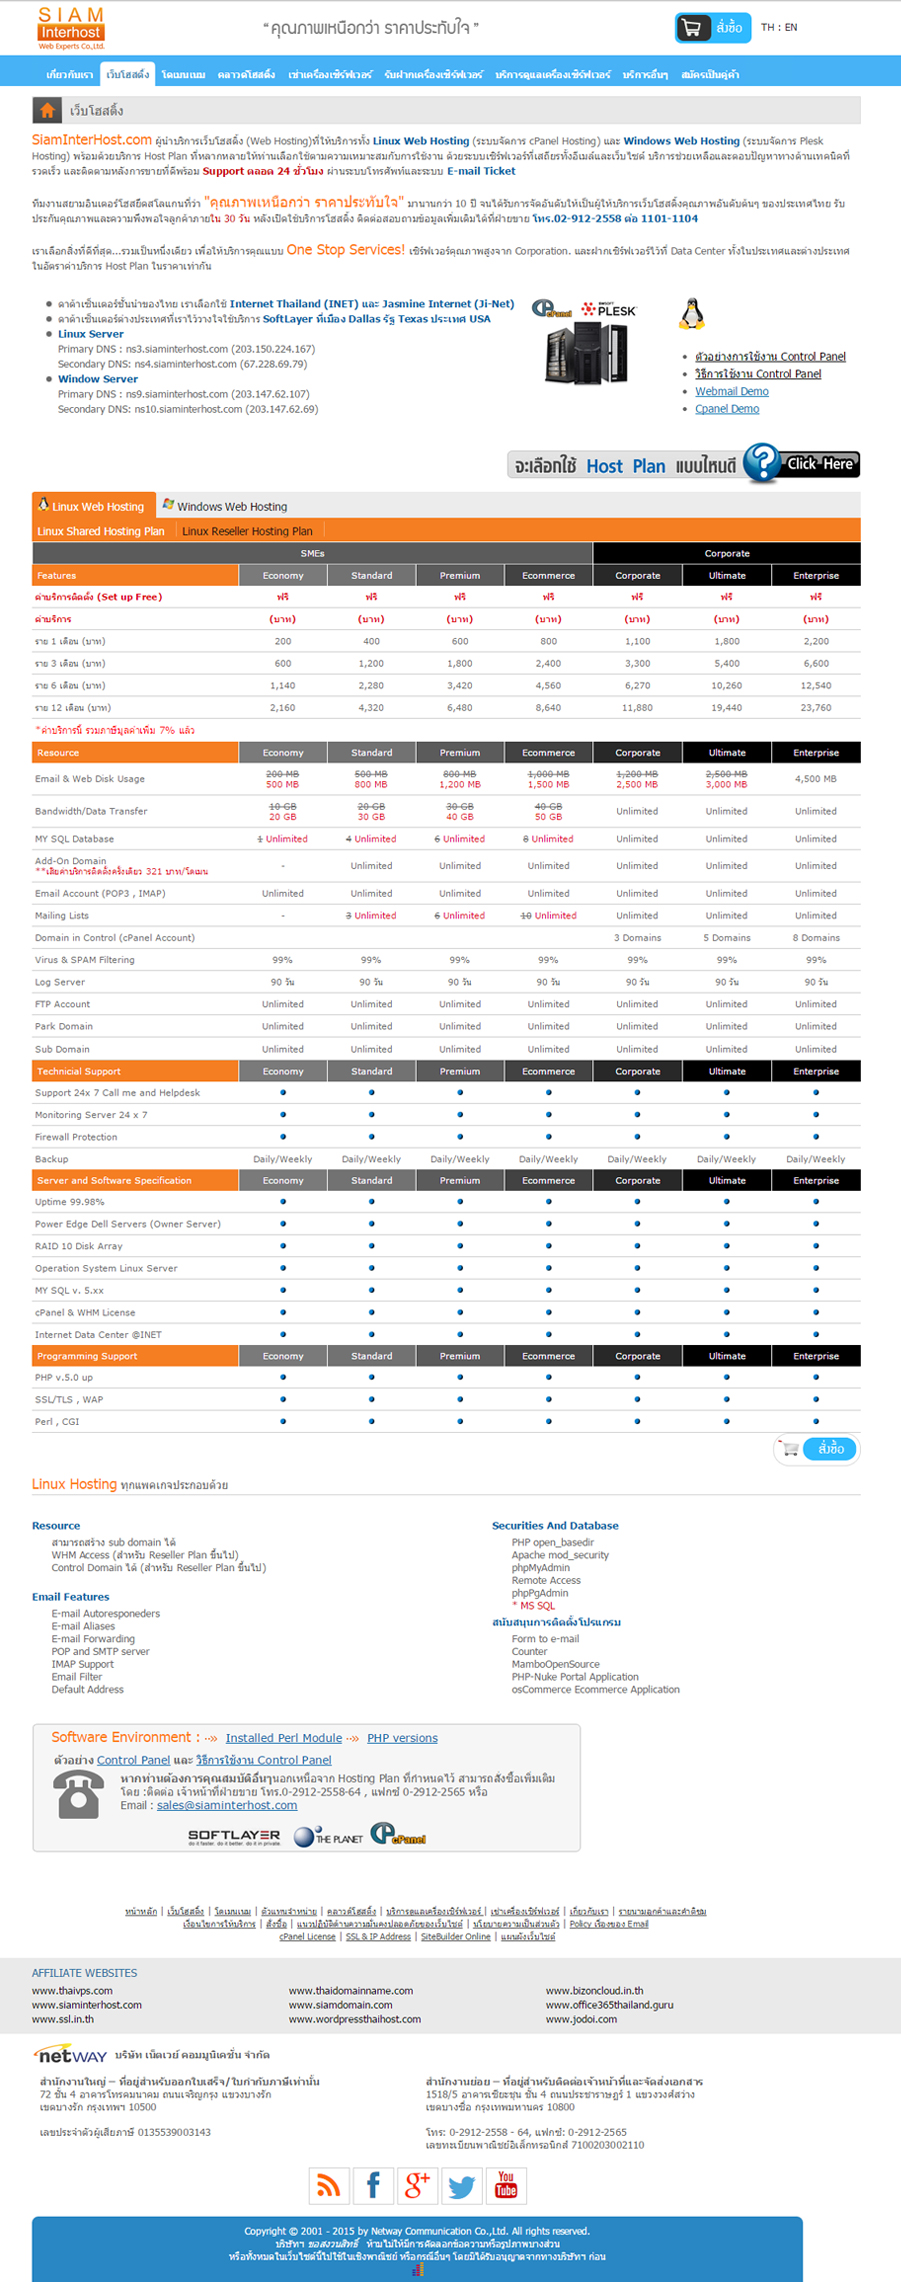 SIAM
Interhost
Web Experts Co.,Ltd.
“คุณภาพเหนือกว่า ราคาประทับใจ”
สั่งซื้อ
TH : EN
เกี่ยวกับเรา เว็บโฮสติ้ง โดเมนเนม คลาวด์โฮสติ้ง เช่าเครื่องเซิร์ฟเวอร์ รับฝากเครื่องเซิร์ฟเวอร์ บริการดูแลเครื่องเซิร์ฟเวอร์ บริการอื่นๆ สมัครเป็นคู่ค้า
เว็บโฮสติ้ง
SiamInterHost.com ผู้นำบริการเว็บโฮสติ้ง (Web Hosting)ที่ให้บริการทั้ง Linux Web Hosting (ระบบจัดการ cPanel Hosting) และ Windows Web Hosting (ระบบจัดการ Plesk
Hosting) พร้อมด้วยบริการ Host Plan ที่หลากหลายให้ท่านเลือกใช้ตามความเหมาะสมกับการใช้งาน ด้วยระบบเซิร์ฟเวอร์ที่เสถียรทั้งอีเมล์และเว็บไซต์ บริการช่วยเหลือและตอบปัญหาทางด้านเทคนิคที่
รวดเร็ว และติดตามหลังการขายที่ดีพร้อม Support ตลอด 24 ชั่วโมง ผ่านระบบโทรศัพท์และระบบ E-mail Ticket
ทีมงานสยามอินเตอร์โฮสยึดสโลแกนที่ว่า "คุณภาพเหนือกว่า ราคาประทับใจ" มานานกว่า 10 ปี จนได้รับการจัดอันดับให้เป็นผู้ให้บริการเว็บโฮสติ้งคุณภาพอันดับต้นๆ ของประเทศไทย รับ
ประกันคุณภาพและความพึงพอใจลูกค้าภายใน 30 วัน หลังเปิดใช้บริการโฮสติ้ง ติดต่อสอบถามข้อมูลเพิ่มเติมได้ที่ฝ่ายขาย โทร.02-912-2558 ต่อ 1101-1104
เราเลือกสิ่งที่ดีที่สุด...รวมเป็นหนึ่งเดียว เพื่อให้บริการคุณแบบ One Stop Services! เซิร์ฟเวอร์คุณภาพสูงจาก Corporation. และฝากเซิร์ฟเวอร์ไว้ที่ Data Center ทั้งในประเทศและต่างประเทศ
ในอัตราค่าบริการ Host Plan ในราคาเท่ากัน
ดาต้าเซ็นเตอร์ชั้นนำของไทย เราเลือกใช้ Internet Thailand (INET) และ Jasmine Internet (Ji-Net)
ดาต้าเซ็นเตอร์ต่างประเทศที่เราไว้วางใจใช้บริการ SoftLayer ที่เมือง Dallas รัฐ Texas ประเทศ USA
Linux Server
Primary DNS : ns3.siaminterhost.com (203.150.224.167)
Secondary DNS: ns4.siaminterhost.com (67.228.69.79)
Window Server
Primary DNS : ns9.siaminterhost.com (203.147.62.107)
Secondary DNS: ns10.siaminterhost.com (203.147.62.69)
cPanel PLESK
ตัวอย่างการใช้งาน Control Panel
วิธีการใช้งาน Control Panel
Webmail Demo
Cpanel Demo
จะเลือกใช้ Host Plan แบบไหนดี ? Click Here
Linux Web Hosting Windows Web Hosting
Linux Shared Hosting Plan Linux Reseller Hosting Plan
SMEs Corporate
Features Economy Standard Premium Ecommerce Corporate Ultimate Enterprise
ค่าบริการติดตั้ง (Set up Free) ฟรี ฟรี ฟรี ฟรี ฟรี ฟรี ฟรี
ค่าบริการ (บาท) (บาท) (บาท) (บาท) (บาท) (บาท) (บาท)
ราย 1 เดือน (บาท) 200 400 600 800 1,100 1,800 2,200
ราย 3 เดือน (บาท) 600 1,200 1,800 2,400 3,300 5,400 6,600
ราย 6 เดือน (บาท) 1,140 2,280 3,420 4,560 6,270 10,260 12,540
ราย 12 เดือน (บาท) 2,160 4,320 6,480 8,640 11,880 19,440 23,760
*ค่าบริการนี้ รวมภาษีมูลค่าเพิ่ม 7% แล้ว
Resource Economy Standard Premium Ecommerce Corporate Ultimate Enterprise
200 MB 500 MB 800 MB 1,000 MB 1,200 MB 2,500 MB
Email & Web Disk Usage 4,500 MB
500 MB 800 MB 1,200 MB 1,500 MB 2,500 MB 3,000 MB
10 GB 20 GB 30 GB 40 GB
Bandwidth/Data Transfer Unlimited Unlimited Unlimited
20 GB 30 GB 40 GB 50 GB
MY SQL Database 1 Unlimited 4 Unlimited 6 Unlimited 8 Unlimited Unlimited Unlimited Unlimited
Add-On Domain - Unlimited Unlimited Unlimited Unlimited Unlimited Unlimited
**เสียค่าบริการติดตั้งครั้งเดียว 321 บาท/โดเมน
Email Account (POP3 , IMAP) Unlimited Unlimited Unlimited Unlimited Unlimited Unlimited Unlimited
Mailing Lists - 3 Unlimited 6 Unlimited 10 Unlimited Unlimited Unlimited Unlimited
Domain in Control (cPanel Account) 3 Domains 5 Domains 8 Domains
Virus & SPAM Filtering 99% 99% 99% 99% 99% 99% 99%
Log Server 90 วัน 90 วัน 90 วัน 90 วัน 90 วัน 90 วัน 90 วัน
FTP Account Unlimited Unlimited Unlimited Unlimited Unlimited Unlimited Unlimited
Park Domain Unlimited Unlimited Unlimited Unlimited Unlimited Unlimited Unlimited
Sub Domain Unlimited Unlimited Unlimited Unlimited Unlimited Unlimited Unlimited
Technicial Support Economy Standard Premium Ecommerce Corporate Ultimate Enterprise
Support 24x 7 Call me and Helpdesk
Monitoring Server 24 x 7
Firewall Protection
Backup Daily/Weekly Daily/Weekly Daily/Weekly Daily/Weekly Daily/Weekly Daily/Weekly Daily/Weekly
Server and Software Specification Economy Standard Premium Ecommerce Corporate Ultimate Enterprise
Uptime 99.98%
Power Edge Dell Servers (Owner Server)
RAID 10 Disk Array
Operation System Linux Server
MY SQL v. 5.xx
cPanel & WHM License
Internet Data Center @INET
Programming Support Economy Standard Premium Ecommerce Corporate Ultimate Enterprise
PHP v.5.0 up
SSL/TLS , WAP
Perl , CGI
สั่งซื้อ
Linux Hosting ทุกแพคเกจประกอบด้วย
Resource
สามารถสร้าง sub domain ได้
WHM Access (สำหรับ Reseller Plan ขึ้นไป)
Control Domain ได้ (สำหรับ Reseller Plan ขึ้นไป)
Email Features
E-mail Autoresponeders
E-mail Aliases
E-mail Forwarding
POP and SMTP server
IMAP Support
Email Filter
Default Address
Securities And Database
PHP open_basedir
Apache mod_security
phpMyAdmin
Remote Access
phpPgAdmin
* MS SQL
สนับสนุนการติดตั้งโปรแกรม
Form to e-mail
Counter
MamboOpenSource
PHP-Nuke Portal Application
osCommerce Ecommerce Application
Software Environment : Installed Perl Module PHP versions
ตัวอย่าง Control Panel และ วิธีการใช้งาน Control Panel
หากท่านต้องการคุณสมบัติอื่นๆนอกเหนือจาก Hosting Plan ที่กำหนดไว้ สามารถสั่งซื้อเพิ่มเติม
โดย :ติดต่อ เจ้าหน้าที่ฝ่ายขาย โทร.0-2912-2558-64 , แฟกซ์ 0-2912-2565 หรือ
Email : sales@siaminterhost.com
SOFTLAYER THE PLANET cPanel
do it faster. do it better. do it in private.
หน้าหลัก | เว็บโฮสติ้ง | โดเมนเนม | ตัวแทนจำหน่าย | คลาวด์โฮสติ้ง | บริการดูแลเครื่องเซิร์ฟเวอร์ | เช่าเครื่องเซิร์ฟเวอร์ | เกี่ยวกับเรา | รายนามลูกค้าและคำติชม
เงื่อนไขการให้บริการ | สั่งซื้อ | แนวปฏิบัติด้านความมั่นคงปลอดภัยของเว็บไซต์ | นโยบายความเป็นส่วนตัว | Policy เรื่องของ Email
cPanel License | SSL & IP Address | SiteBuilder Online | แผนผังเว็บไซต์
AFFILIATE WEBSITES
www.thaivps.com www.thaidomainname.com www.bizoncloud.in.th
www.siaminterhost.com www.siamdomain.com www.office365thailand.guru
www.ssl.in.th www.wordpressthaihost.com www.jodoi.com
netway บริษัท เน็ตเวย์ คอมมูนิเคชั่น จำกัด
สำนักงานใหญ่ – ที่อยู่สำหรับออกใบเสร็จ/ใบกำกับภาษีเท่านั้น
72 ชั้น 4 อาคารโทรคมนาคม ถนนเจริญกรุง แขวงบางรัก
เขตบางรัก กรุงเทพฯ 10500
เลขประจำตัวผู้เสียภาษี 0135539003143
สำนักงานย่อย – ที่อยู่สำหรับติดต่อเจ้าหน้าที่และจัดส่งเอกสาร
1518/5 อาคารเชียะชุน ชั้น 4 ถนนประชาราษฎร์ 1 แขวงวงศ์สว่าง
เขตบางซื่อ กรุงเทพมหานคร 10800
โทร: 0-2912-2558 - 64, แฟกซ์: 0-2912-2565
เลขทะเบียนพาณิชย์อิเล็กทรอนิกส์ 7100203002110
f g+ You Tube
Copyright © 2001 - 2015 by Netway Communication Co.,Ltd. All rights reserved.
บริษัทฯ ขอสงวนสิทธิ์ ห้ามไม่ให้มีการคัดลอกข้อความหรือรูปภาพบางส่วน
หรือทั้งหมดในเว็บไซต์นี้ไปใช้ในเชิงพาณิชย์ หรือกรณีอื่นๆ โดยมิได้รับอนุญาตจากทางบริษัทฯ ก่อน